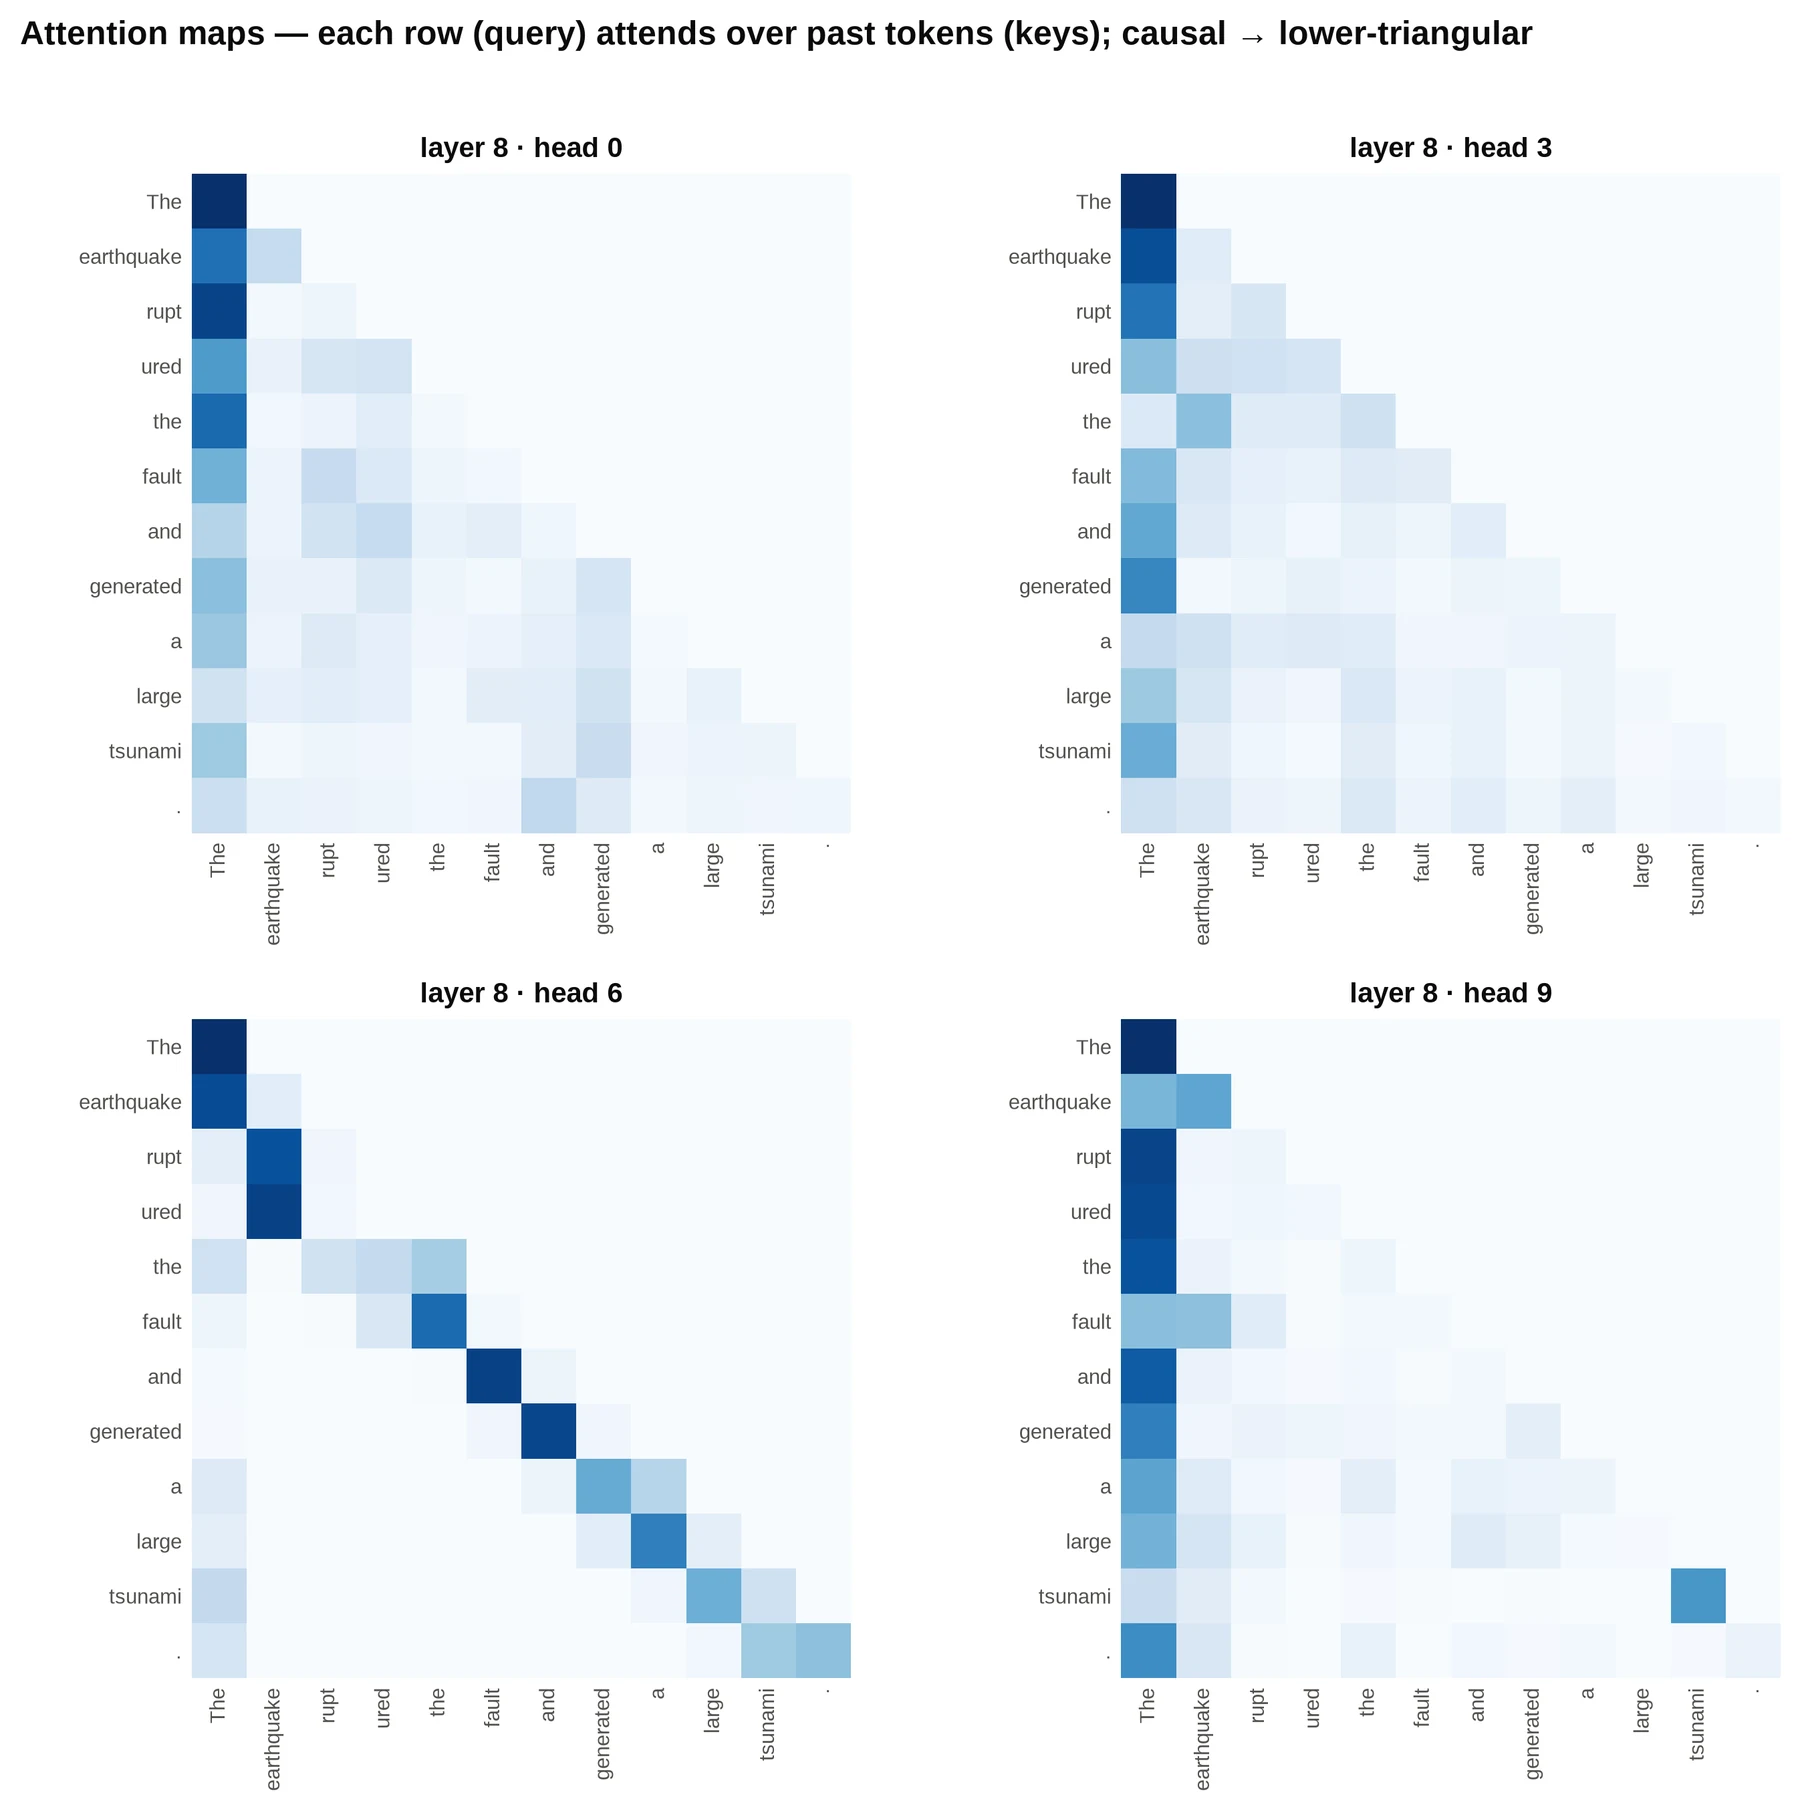 Attention maps — each row (query) attends over past tokens (keys); causal → lower-triangular
layer 8 · head 0
The
earthquake
rupt
ured
the
fault
and
generated
a
large
tsunami
.
The
earthquake
rupt
ured
the
fault
and
generated
a
large
tsunami
.
layer 8 · head 3
The
earthquake
rupt
ured
the
fault
and
generated
a
large
tsunami
.
The
earthquake
rupt
ured
the
fault
and
generated
a
large
tsunami
.
layer 8 · head 6
The
earthquake
rupt
ured
the
fault
and
generated
a
large
tsunami
.
The
earthquake
rupt
ured
the
fault
and
generated
a
large
tsunami
.
layer 8 · head 9
The
earthquake
rupt
ured
the
fault
and
generated
a
large
tsunami
.
The
earthquake
rupt
ured
the
fault
and
generated
a
large
tsunami
.